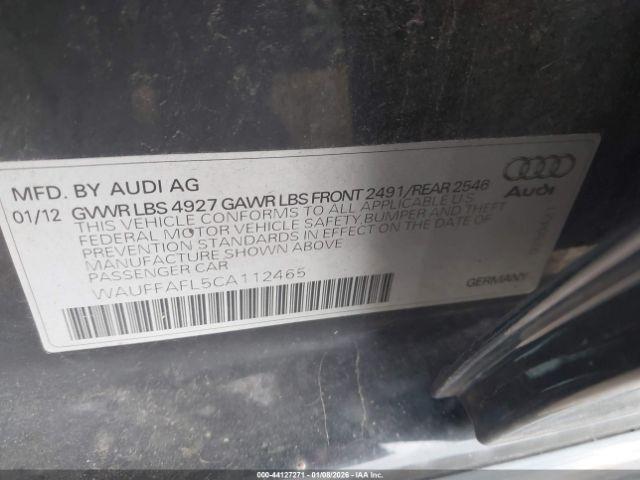 MFD. BY AUDI AG
01/12 GVWR LBS 4927 GAWR LBS FRONT 2491/REAR 2546
THIS VEHICLE CONFORMS TO ALL APPLICABLE U.S.
FEDERAL MOTOR VEHICLE SAFETY,BUMPER AND THEFT
PREVENTION STANDARDS IN EFFECT ON THE DATE OF
MANUFACTURE SHOWN ABOVE
PASSENGER CAR
WAUFFAFL5CA112465
Audi
GERMANY
000-44127271 - 01/08/2026 - IAA Inc.